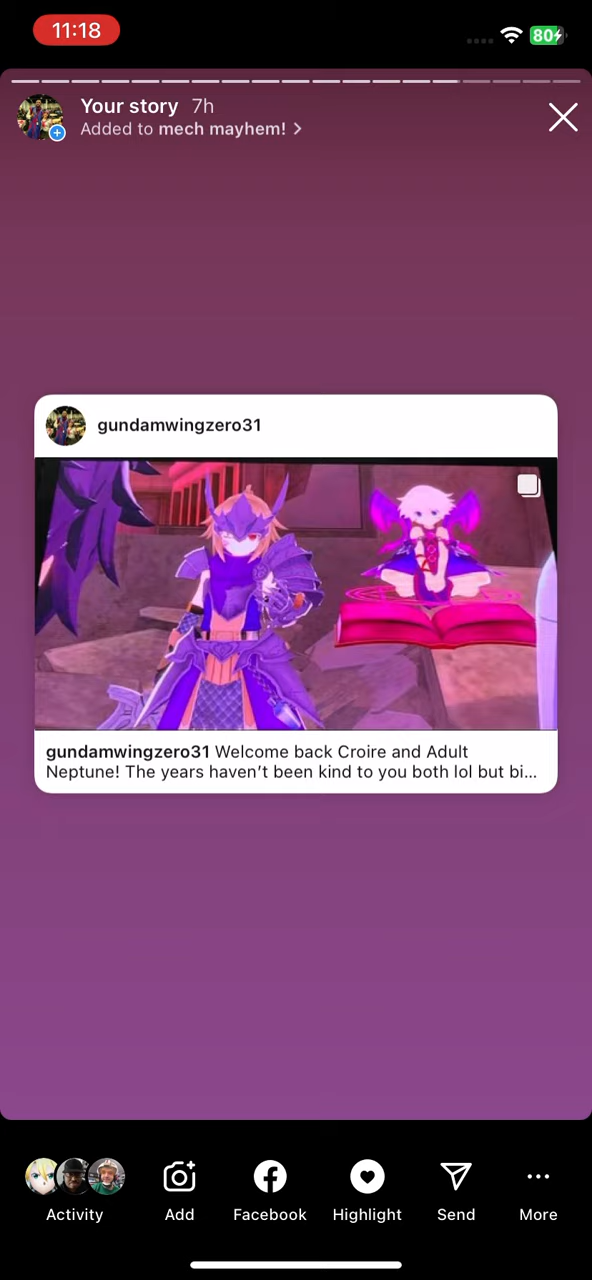 11:18
80
Your story 7h
Added to mech mayhem! >
gundamwingzero31
gundamwingzero31 Welcome back Croire and Adult
Neptune! The years haven’t been kind to you both lol but bi...
Activity Add Facebook Highlight Send More